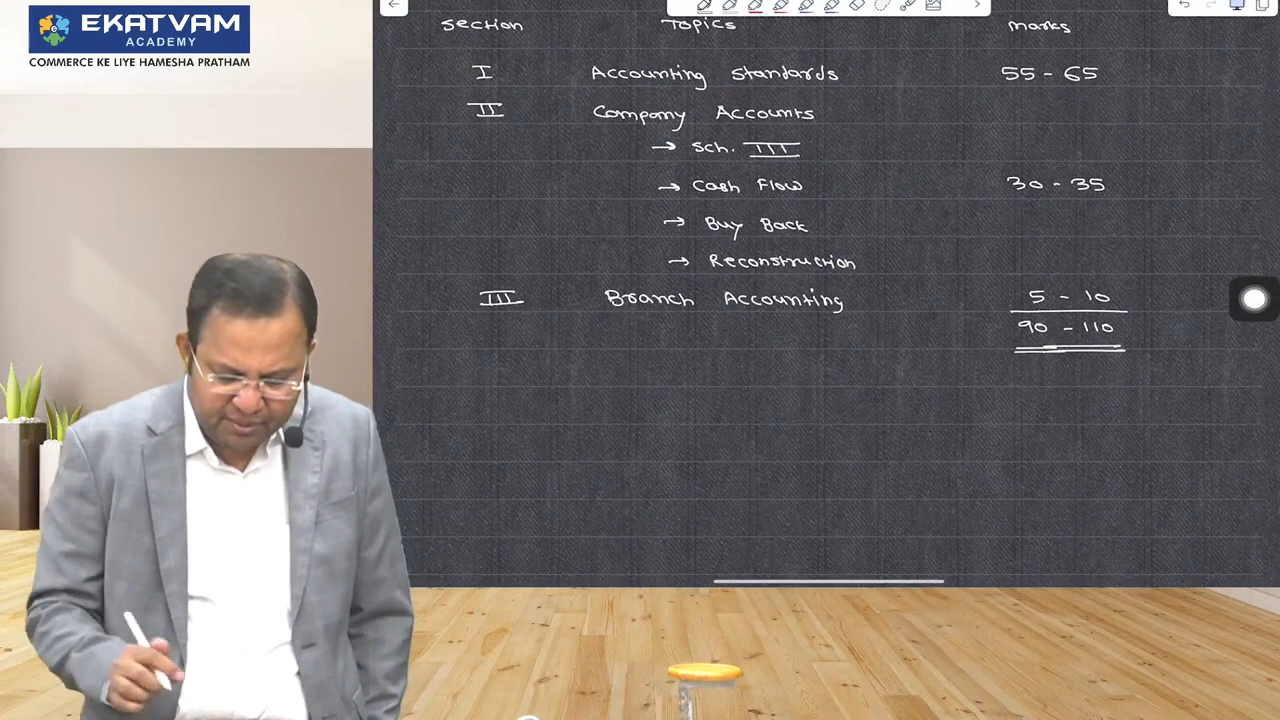 EKATVAM
ACADEMY
COMMERCE KE LIYE HAMESHA PRATHAM
Section Topics marks
I Accounting Standards 55 - 65
II Company Accounts
→ Sch. III
→ Cash Flow 30 - 35
→ Buy Back
→ Reconstruction
III Branch Accounting 5 - 10
90 - 110